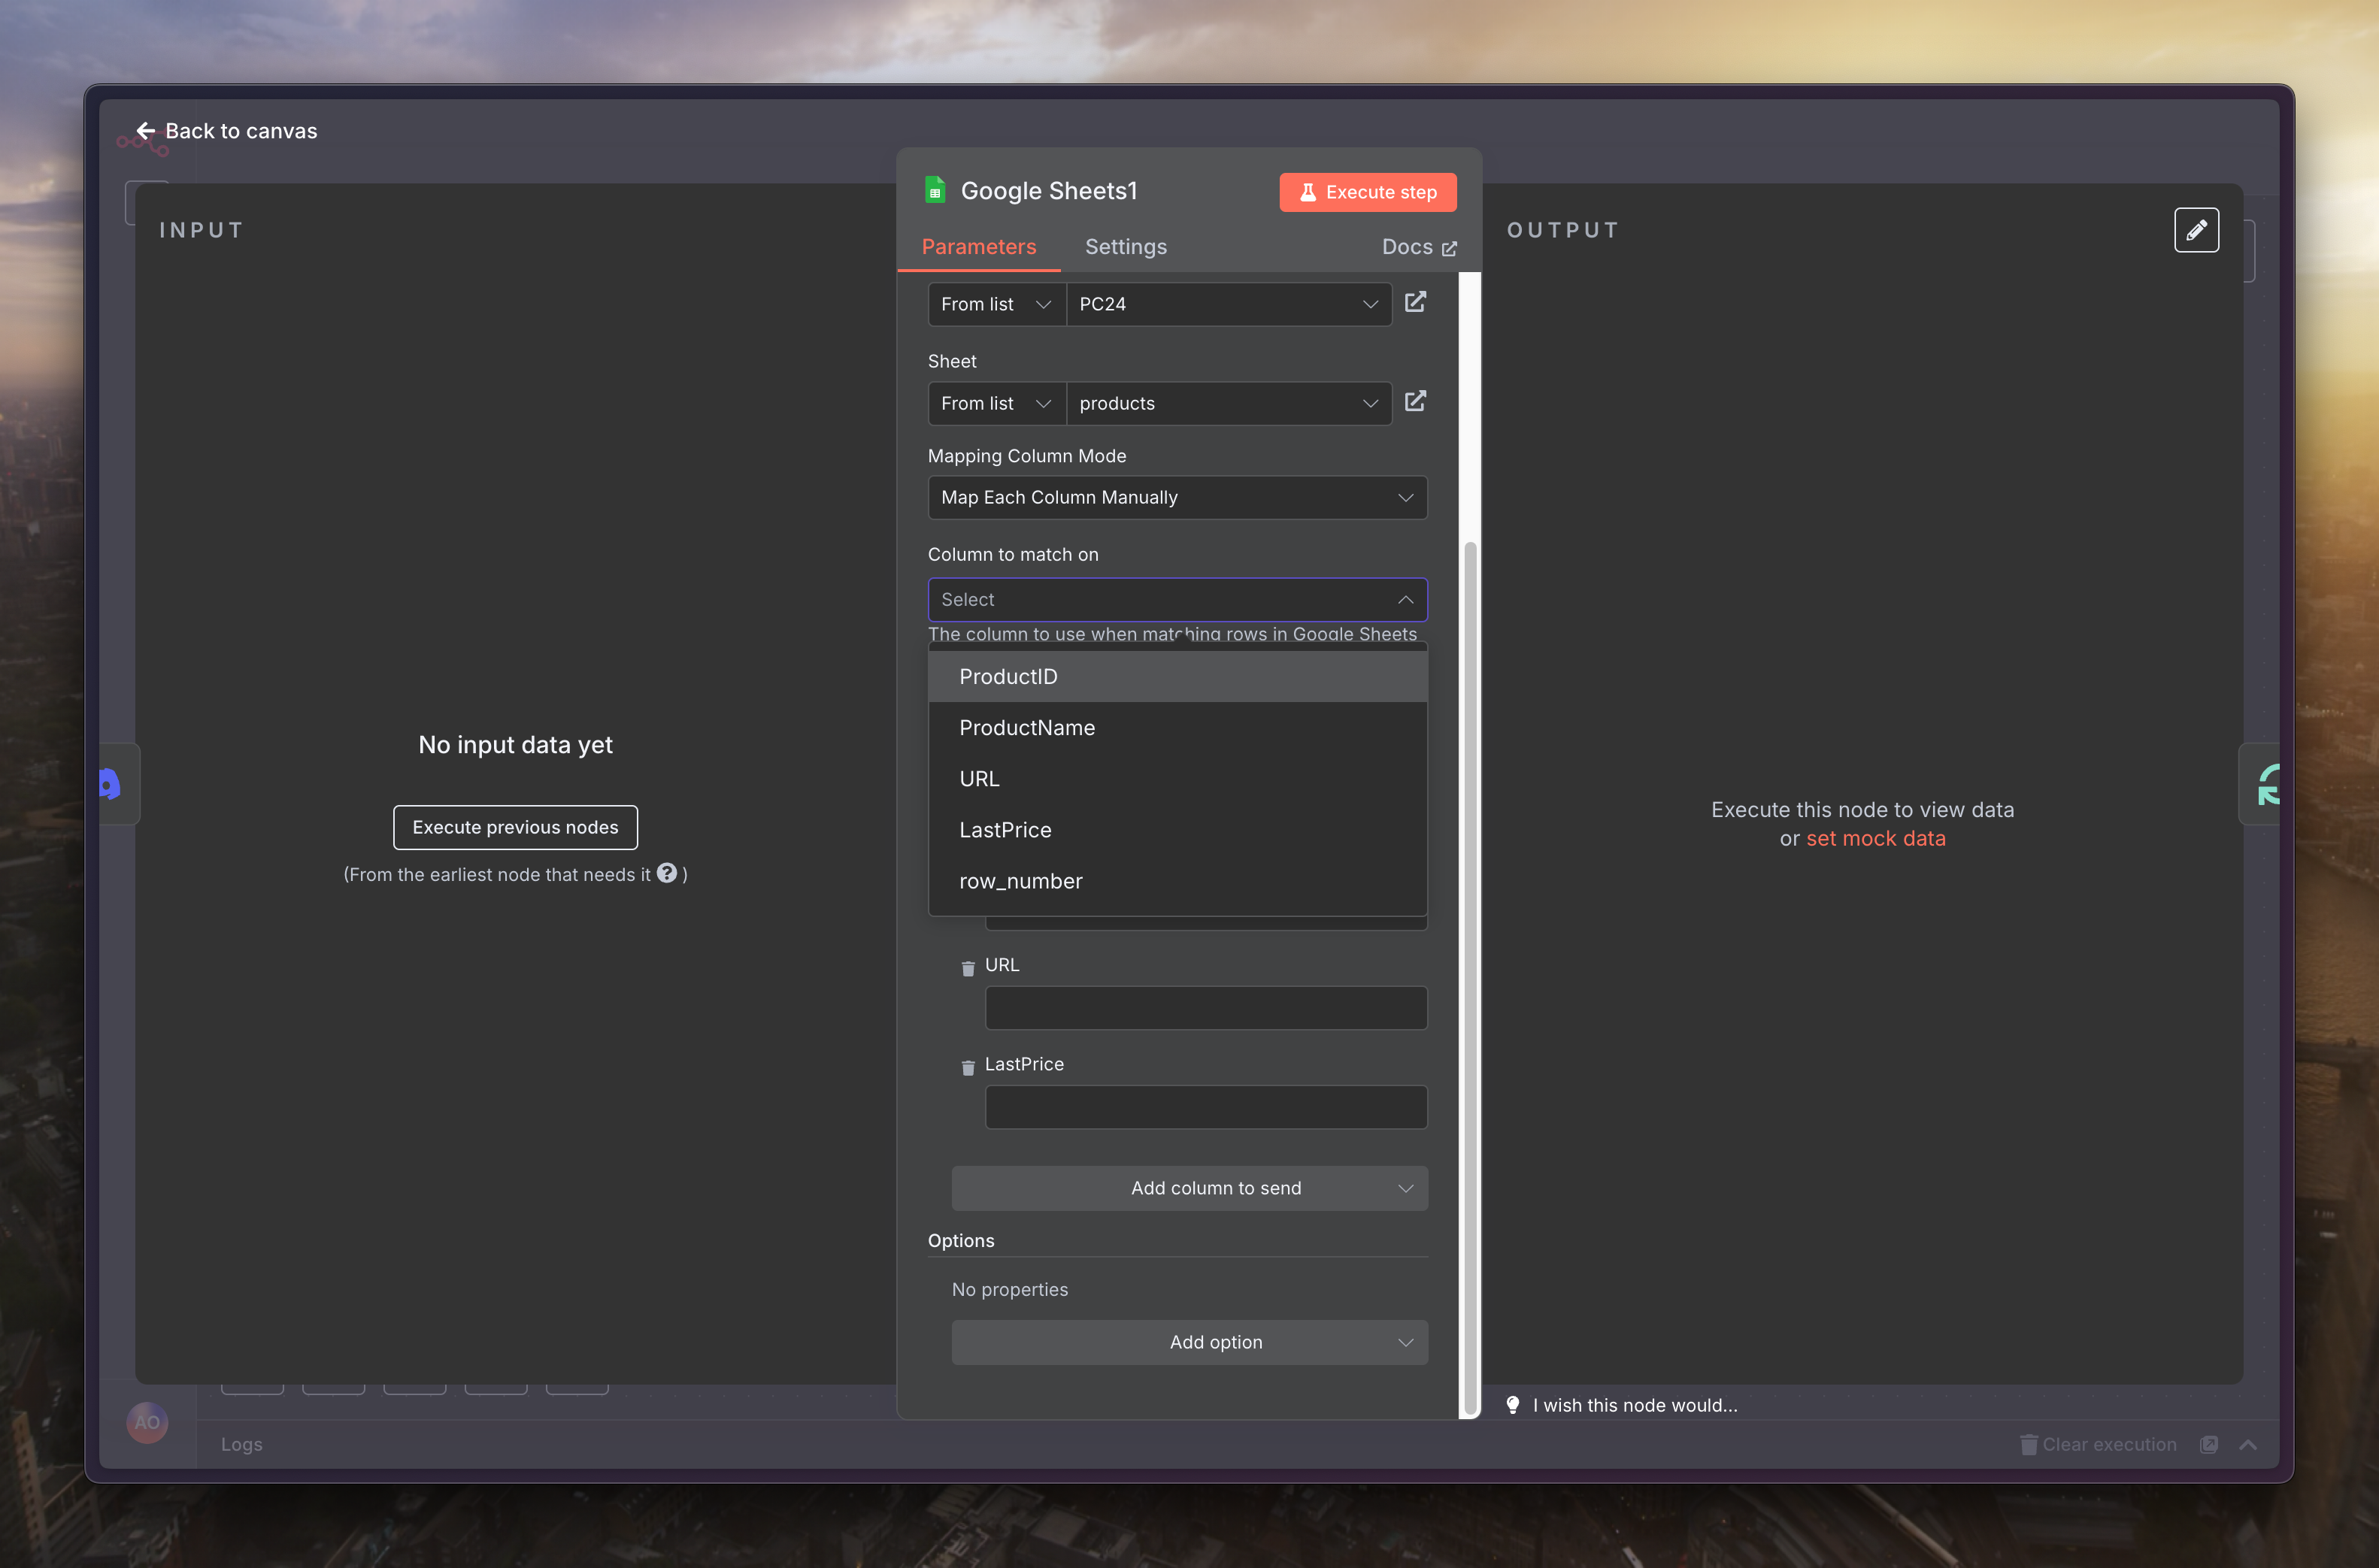 Back to canvas
Google Sheets1
Execute step
INPUT
Parameters
Settings
Docs
OUTPUT
From list
PC24
Sheet
From list
products
Mapping Column Mode
Map Each Column Manually
Column to match on
Select
The column to use when matching rows in Google Sheets
ProductID
ProductName
URL
LastPrice
row_number
No input data yet
Execute previous nodes
(From the earliest node that needs it ? )
Execute this node to view data
or set mock data
URL
LastPrice
Add column to send
Options
No properties
Add option
I wish this node would...
AO
Logs
Clear execution